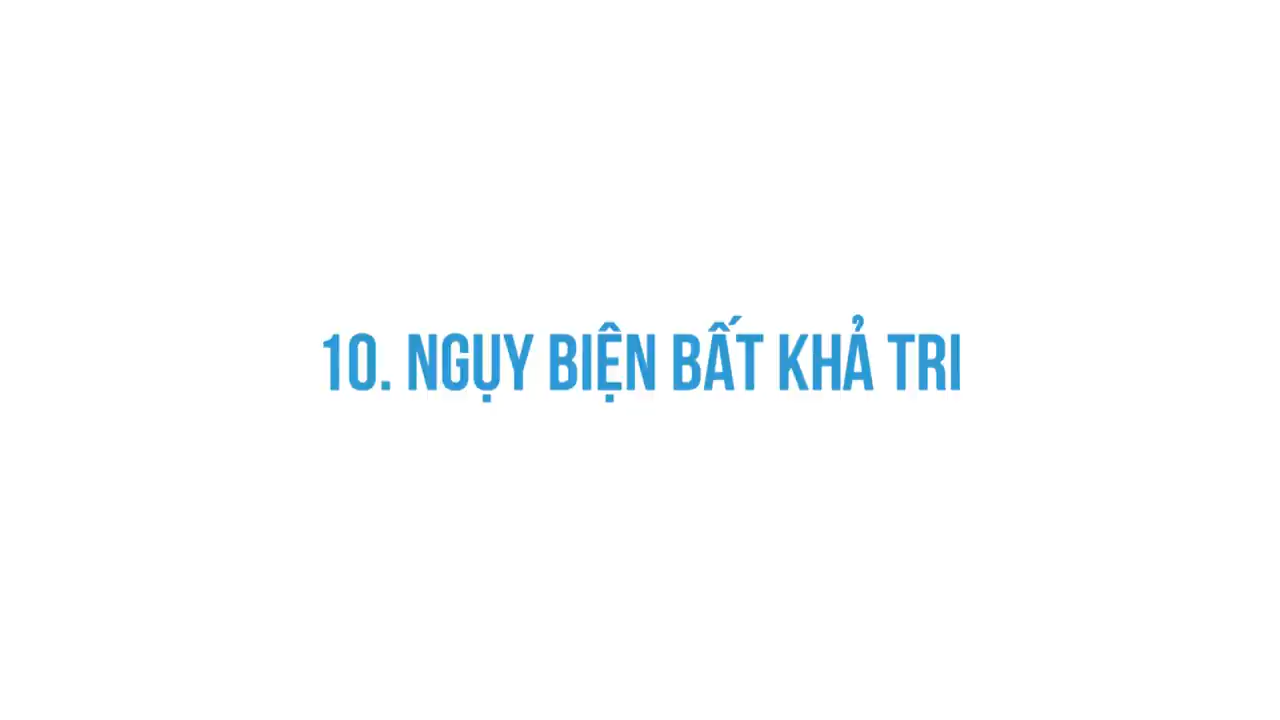 10. NGỤY BIỆN BẤT KHẢ TRI